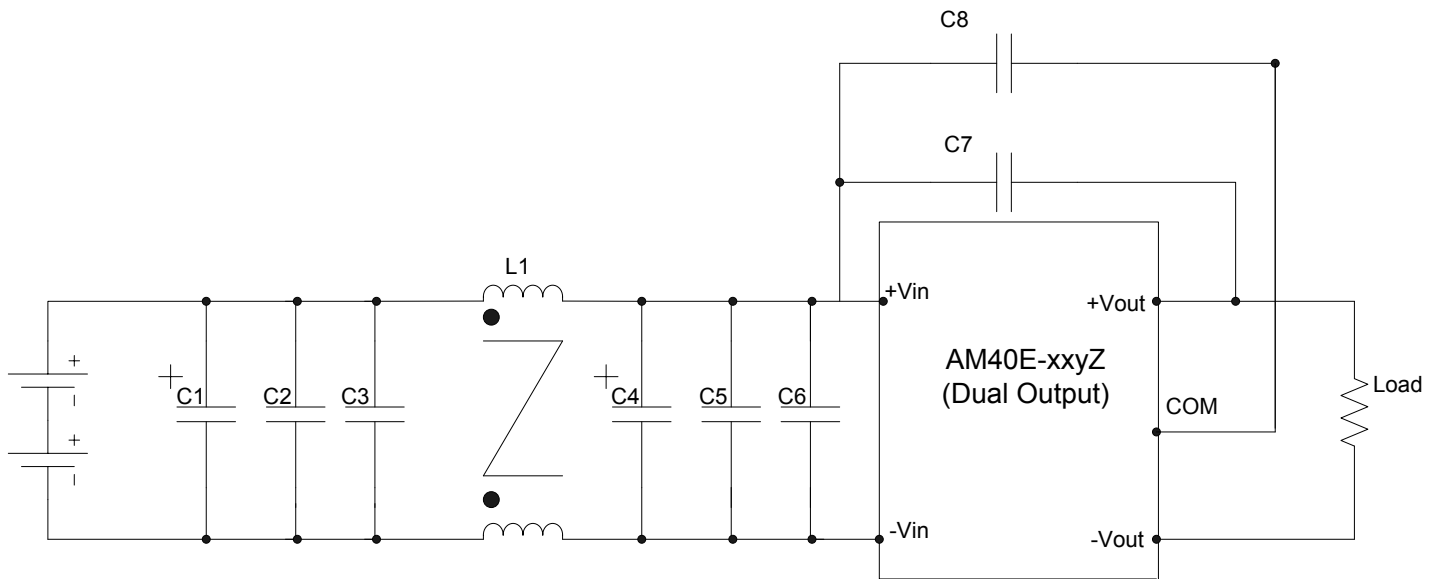 C8
C7
L1
+Vin
+Vout
AM40E-xxyZ
(Dual Output)
COM
Load
+
-
+
-
+
C1
C2
C3
+
C4
C5
C6
-Vin
-Vout